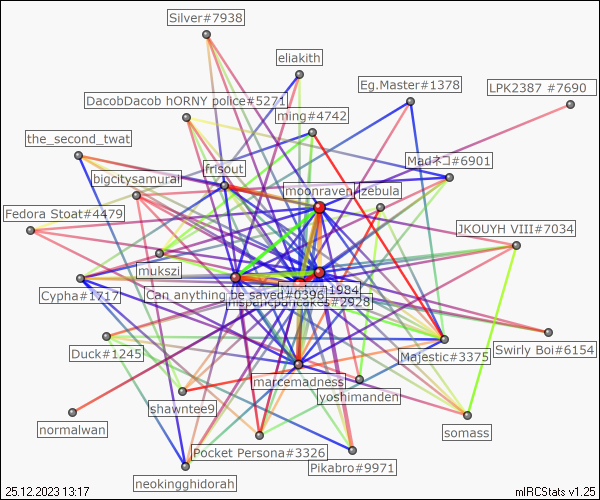 Silver#7938
eliakith
Eg.Master#1378
LPK2387 #7690
DacobDacob hORNY police#5271
ming#4742
the_second_twat
Madネコ#6901
frisout
bigcitysamurai
moonraven
zebula
Fedora Stoat#4479
JKOUYH VIII#7034
mukszi
Cypha#1717
Can anything be saved#0396
1984
#2928
Duck#1245
Majestic#3375
Swirly Boi#6154
marcemadness
yoshimanden
shawntee9
normalwan
somass
Pocket Persona#3326
Pikabro#9971
neokingghidorah
25.12.2023 13:17
mIRCStats v1.25